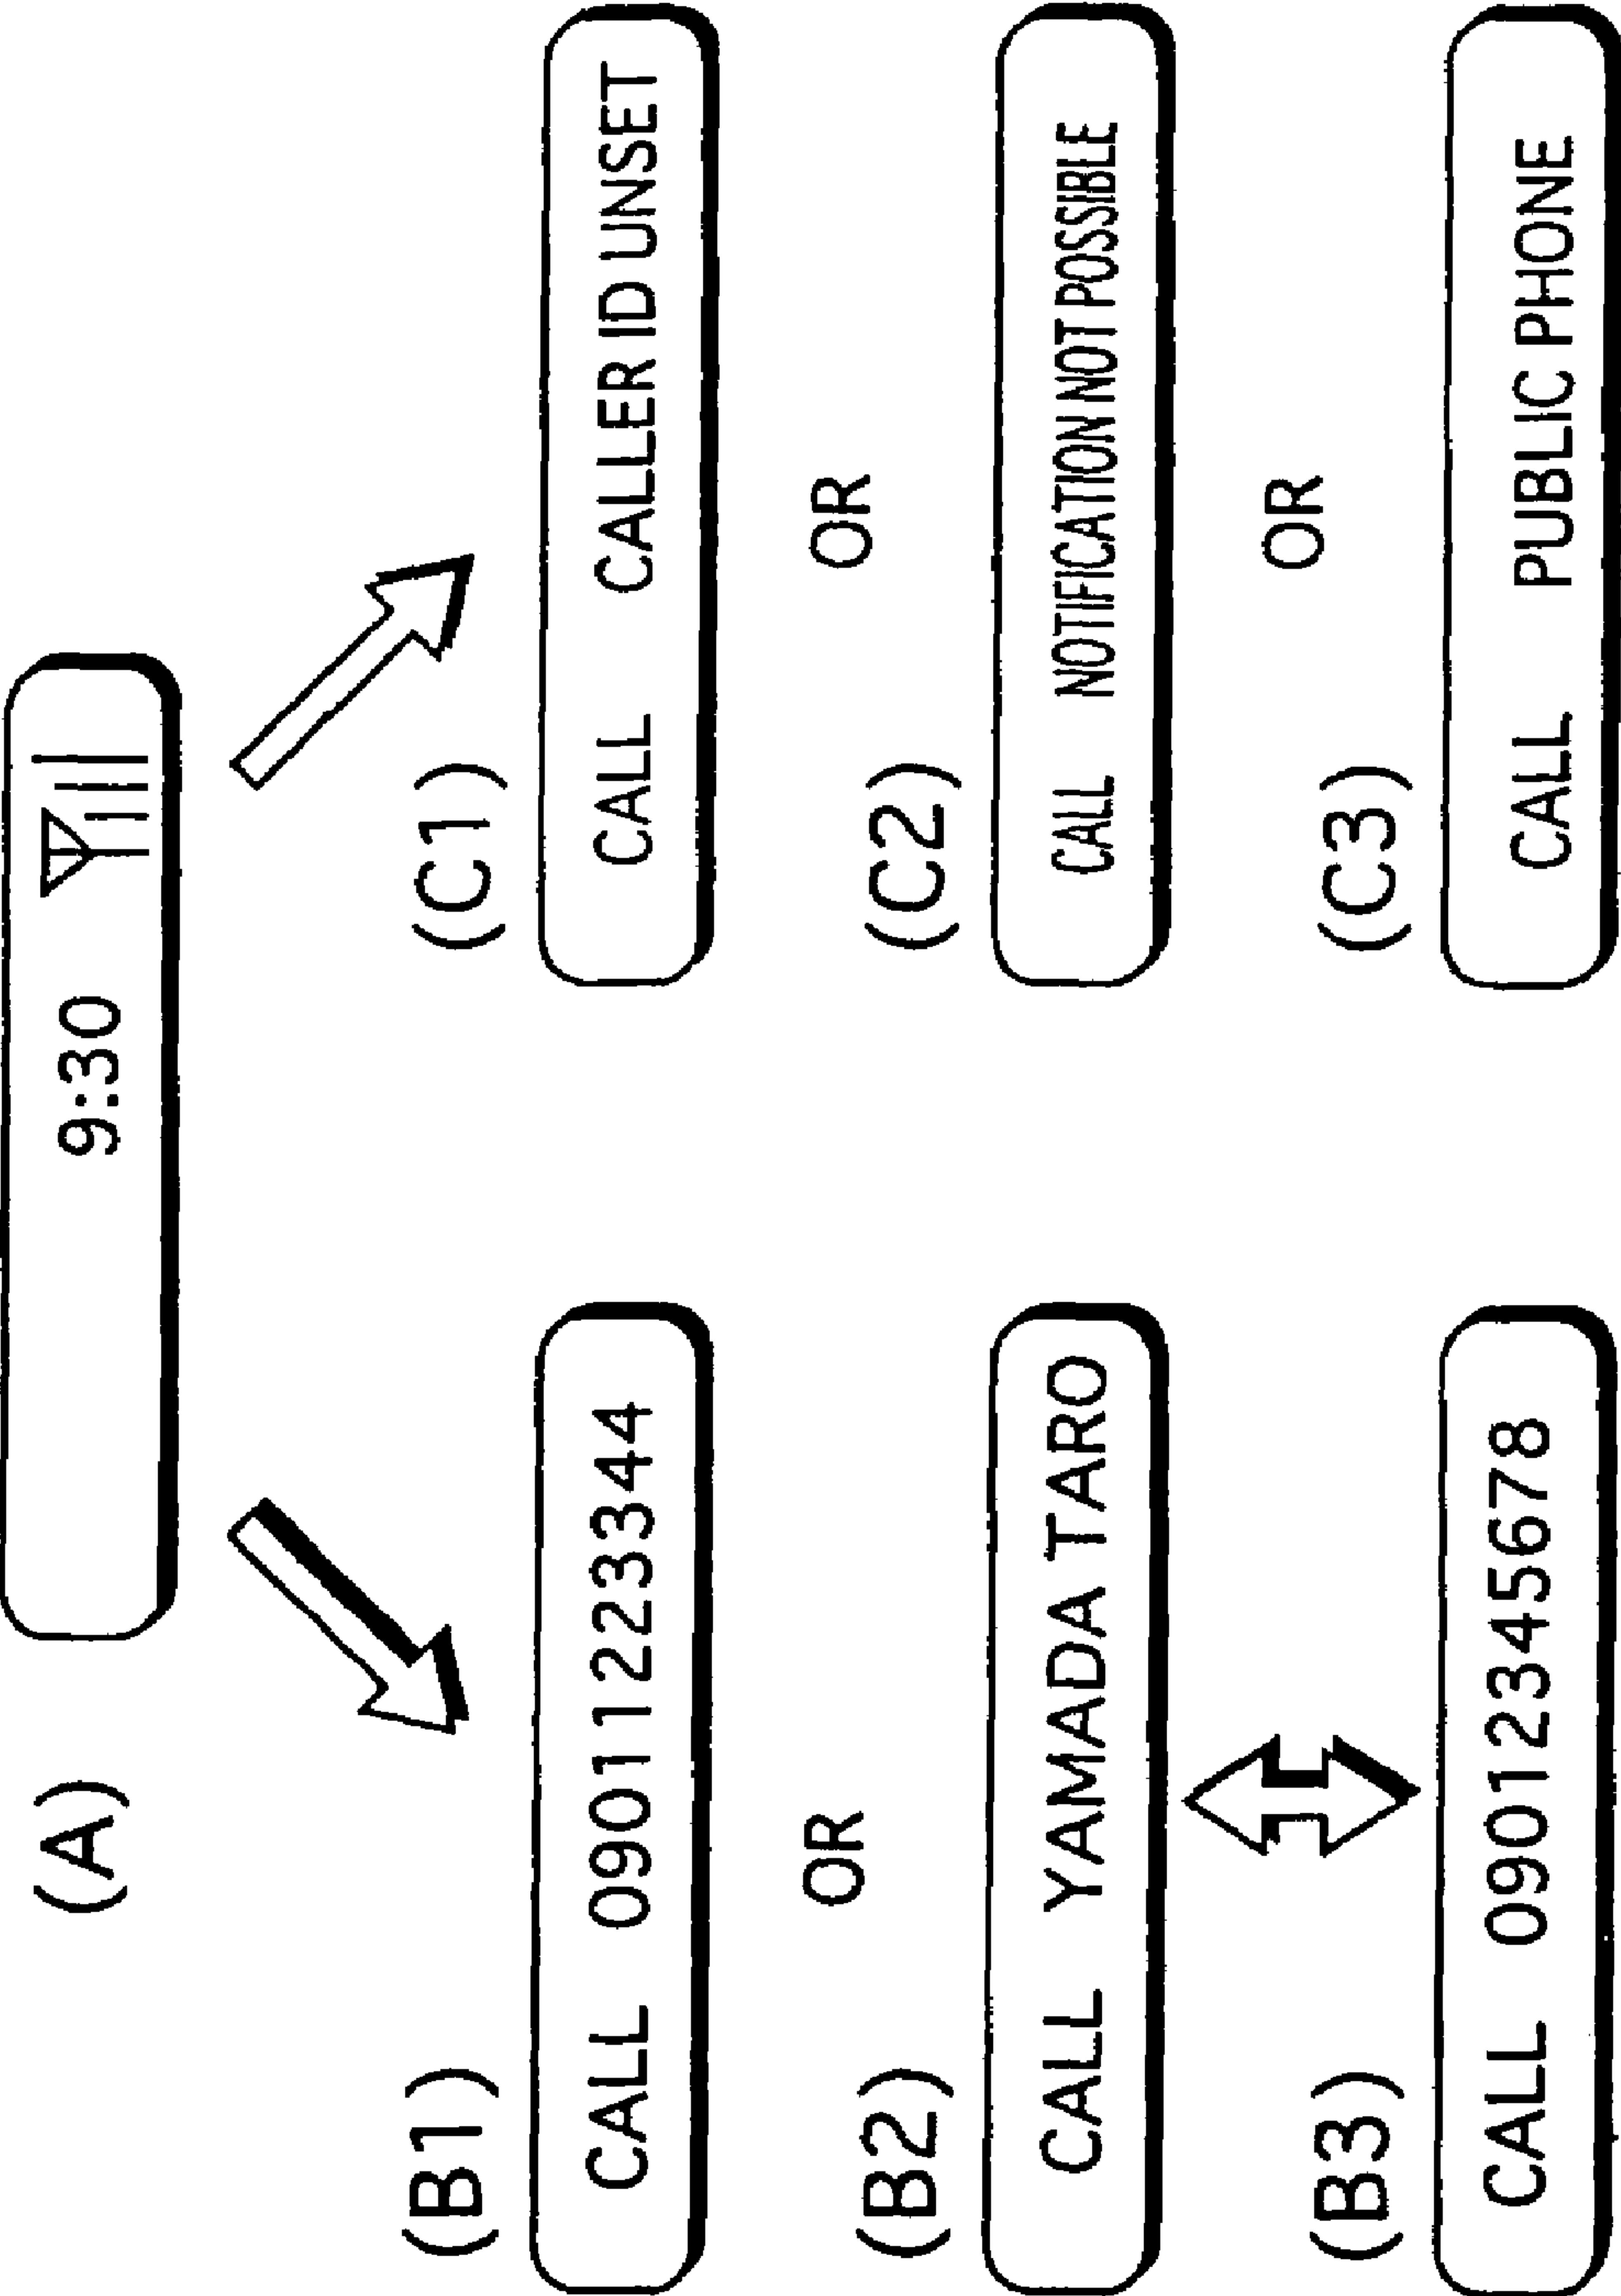 (A)
9:30
(B1)
CALL 09011223344
OR
(B2)
CALL YAMADA TARO
(B3)
CALL 09012345678
(C1)
CALL CALLER ID UNSET
OR
(C2)
CALL NOTIFICATION NOT POSSIBLE
OR
(C3)
CALL PUBLIC PHONE